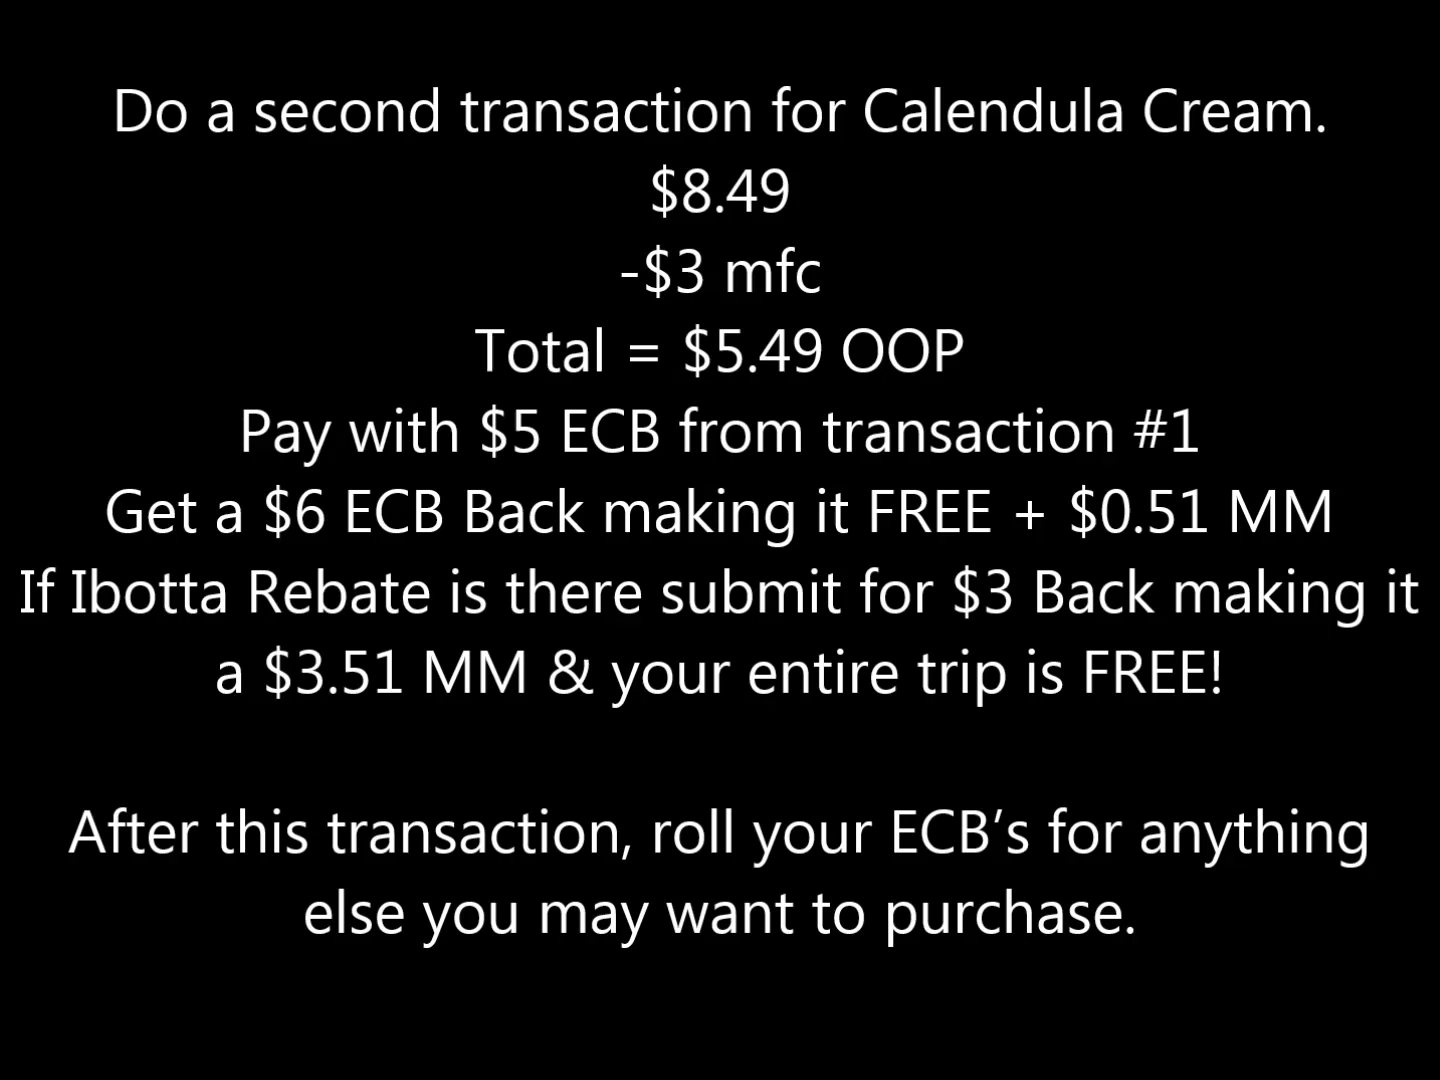 Do a second transaction for Calendula Cream.
$8.49
-$3 mfc
Total = $5.49 OOP
Pay with $5 ECB from transaction #1
Get a $6 ECB Back making it FREE + $0.51 MM
If Ibotta Rebate is there submit for $3 Back making it
a $3.51 MM & your entire trip is FREE!
After this transaction, roll your ECB’s for anything
else you may want to purchase.